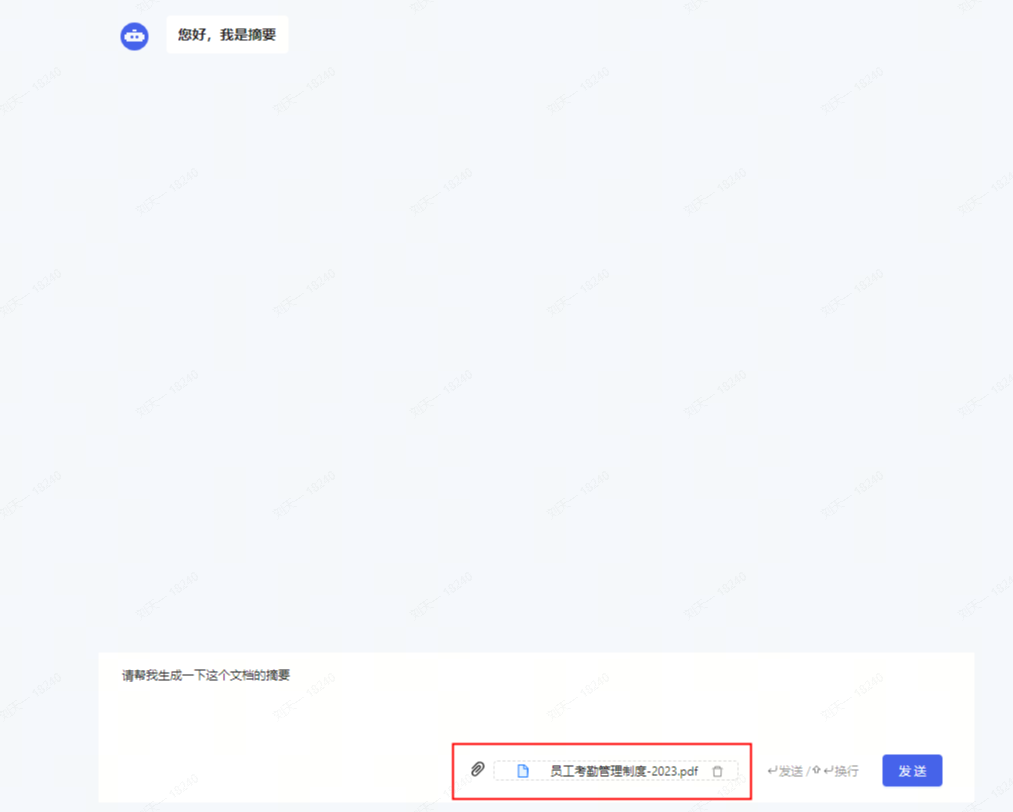 您好，我是摘要
请帮我生成一下这个文档的摘要
员工考勤管理制度-2023.pdf
↵发送 /⇧↵换行
发送